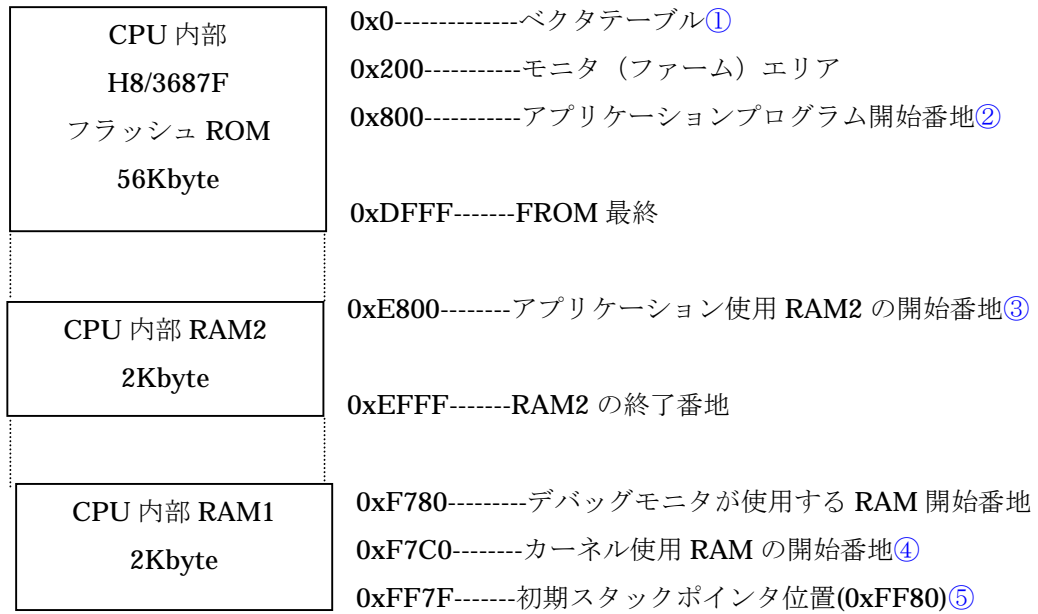 CPU 内部
H8/3687F
フラッシュ ROM
56Kbyte
0x0--------------ベクタテーブル①
0x200-----------モニタ（ファーム）エリア
0x800-----------アプリケーションプログラム開始番地②
0xDFFF-------FROM 最終
CPU 内部 RAM2
2Kbyte
0xE800--------アプリケーション使用 RAM2 の開始番地③
0xEFFF-------RAM2 の終了番地
CPU 内部 RAM1
2Kbyte
0xF780---------デバッグモニタが使用する RAM 開始番地
0xF7C0--------カーネル使用 RAM の開始番地④
0xFF7F-------初期スタックポインタ位置(0xFF80)⑤